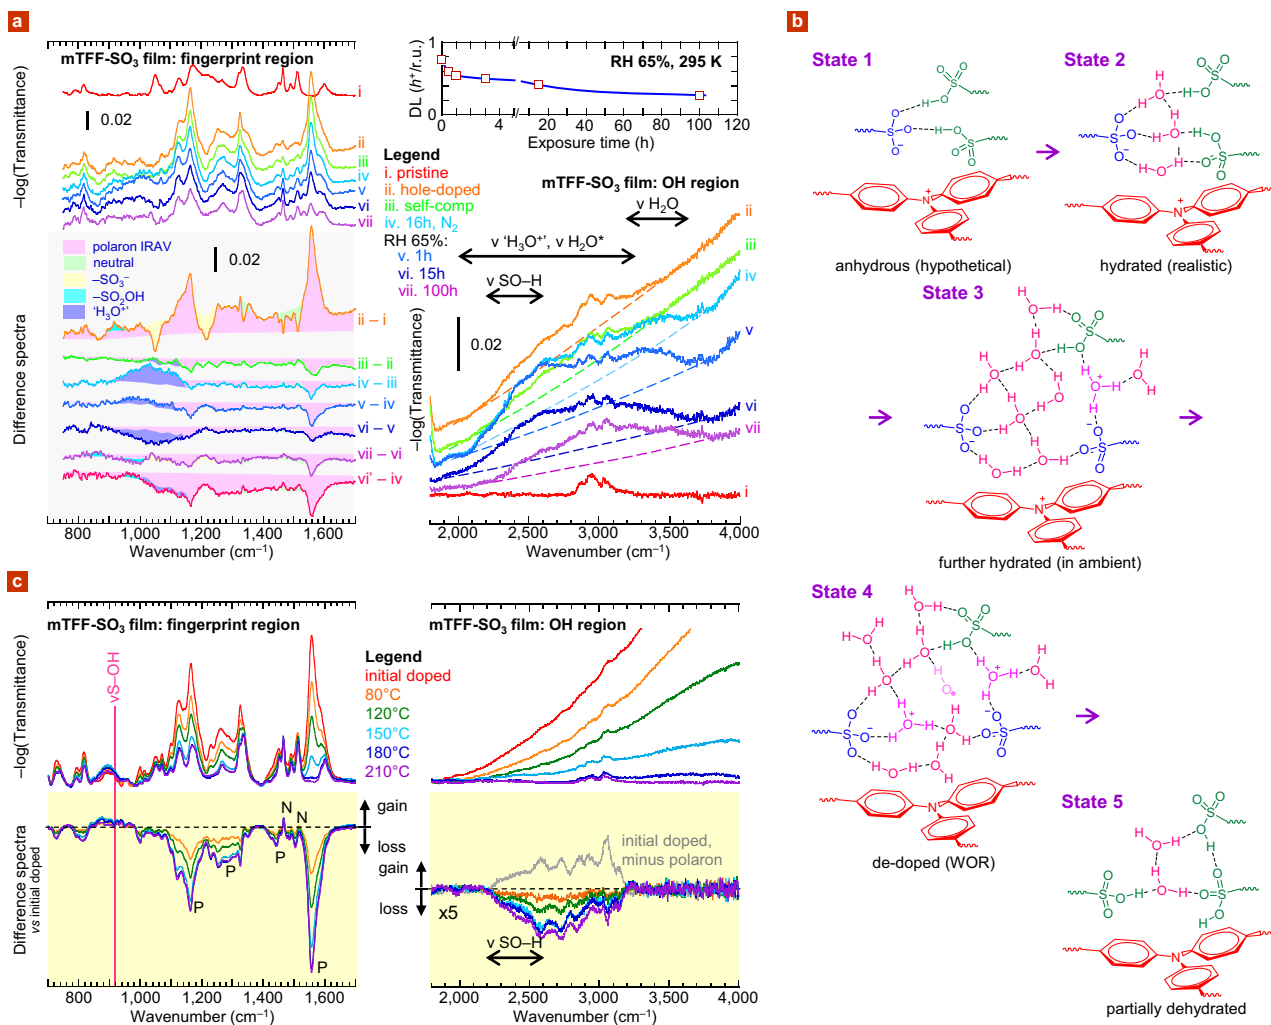 a
mTFF-SO3 film: fingerprint region
–log(Transmittance)
0.02
i
ii
iii
iv
v
vi
vii
polaron IRAV
neutral
–SO3–
–SO2OH
‘H3O+’
0.02
Difference spectra
ii – i
iii – ii
iv – iii
v – iv
vi – v
vii – vi
vi' – iv
800 1,000 1,200 1,400 1,600
Wavenumber (cm–1)
DL (h+/r.u.)
1
0
RH 65%, 295 K
0 4 20 40 60 80 100 120
Exposure time (h)
Legend
i. pristine
ii. hole-doped
iii. self-comp
iv. 16h, N2
RH 65%:
v. 1h
vi. 15h
vii. 100h
mTFF-SO3 film: OH region
ν H2O
ν ‘H3O+’, ν H2O*
ν SO–H
0.02
–log(Transmittance)
ii
iii
iv
v
vi
vii
i
2,000 2,500 3,000 3,500 4,000
Wavenumber (cm–1)
b
State 1
anhydrous (hypothetical)
State 2
hydrated (realistic)
State 3
further hydrated (in ambient)
State 4
de-doped (WOR)
State 5
partially dehydrated
c
mTFF-SO3 film: fingerprint region
–log(Transmittance)
νS–OH
Legend
initial doped
80°C
120°C
150°C
180°C
210°C
Difference spectra
vs initial doped
gain
loss
N
N
P
P
P
P
800 1,000 1,200 1,400 1,600
Wavenumber (cm–1)
mTFF-SO3 film: OH region
initial doped,
minus polaron
gain
loss
x5
ν SO–H
2,000 2,500 3,000 3,500 4,000
Wavenumber (cm–1)